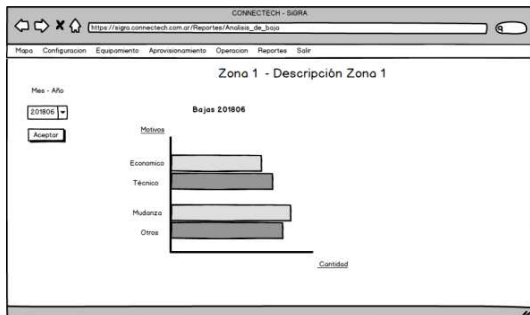 CONNECTECH - SiGRA
https://sigra.connectech.com.ar/Reportes/Analisis_de_baja
Mapa Configuracion Equipamiento Aprovisionamiento Operacion Reportes Salir
Zona 1 - Descripción Zona 1
Mes - Año
201806
Aceptar
Bajas 201806
Motivos
Economico
Técnico
Mudanza
Otros
Cantidad